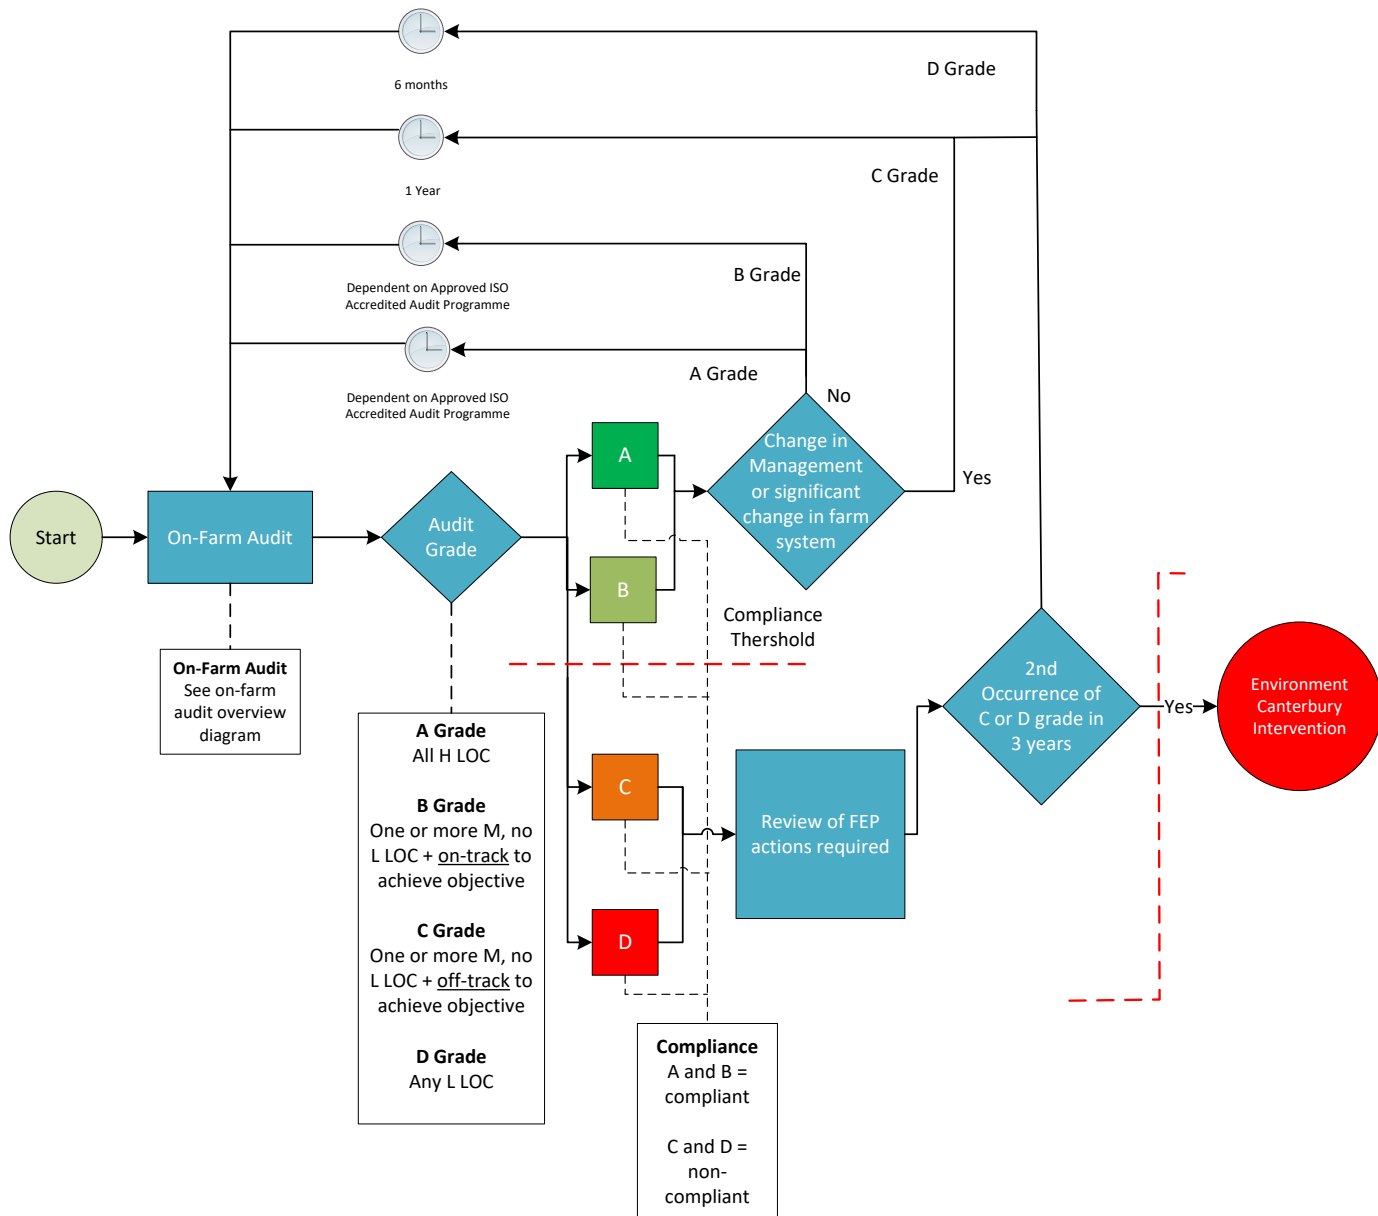 D Grade
6 months
C Grade
1 Year
B Grade
Dependent on Approved ISO
Accredited Audit Programme
A Grade
Dependent on Approved ISO
Accredited Audit Programme
No
Change in
Management
or significant
change in farm
system
Yes
A
Start
On-Farm Audit
Audit
Grade
B
Compliance
Thershold
On-Farm Audit
See on-farm
audit overview
diagram
2nd
Occurrence of
C or D grade in
3 years
Yes
Environment
Canterbury
Intervention
A Grade
All H LOC
B Grade
One or more M, no
L LOC + on-track to
achieve objective
C Grade
One or more M, no
L LOC + off-track to
achieve objective
D Grade
Any L LOC
C
Review of FEP
actions required
D
Compliance
A and B =
compliant
C and D =
non-
compliant